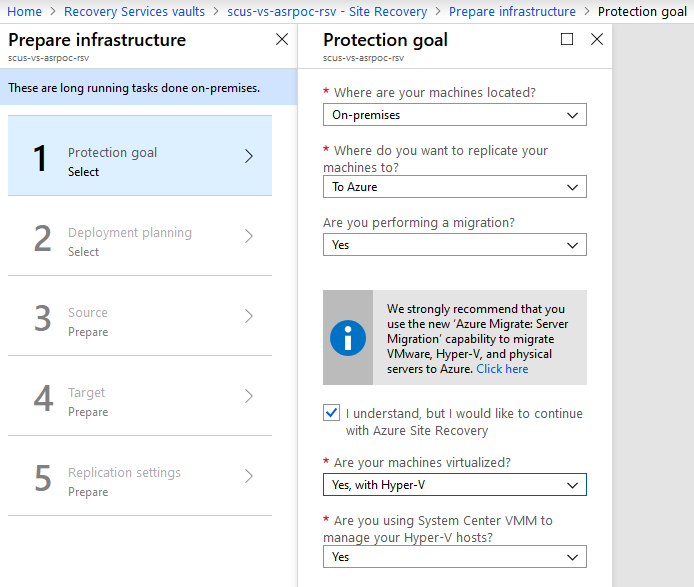 Home > Recovery Services vaults > scus-vs-asrpoc-rsv - Site Recovery > Prepare infrastructure > Protection goal
Prepare infrastructure
scus-vs-asrpoc-rsv
These are long running tasks done on-premises.
1 Protection goal
Select
2 Deployment planning
Select
3 Source
Prepare
4 Target
Prepare
5 Replication settings
Prepare
Protection goal
scus-vs-asrpoc-rsv
* Where are your machines located?
On-premises
* Where do you want to replicate your
machines to?
To Azure
Are you performing a migration?
Yes
We strongly recommend that you
use the new ‘Azure Migrate: Server
Migration’ capability to migrate
VMware, Hyper-V, and physical
servers to Azure. Click here
I understand, but I would like to continue
with Azure Site Recovery
* Are your machines virtualized?
Yes, with Hyper-V
* Are you using System Center VMM to
manage your Hyper-V hosts?
Yes